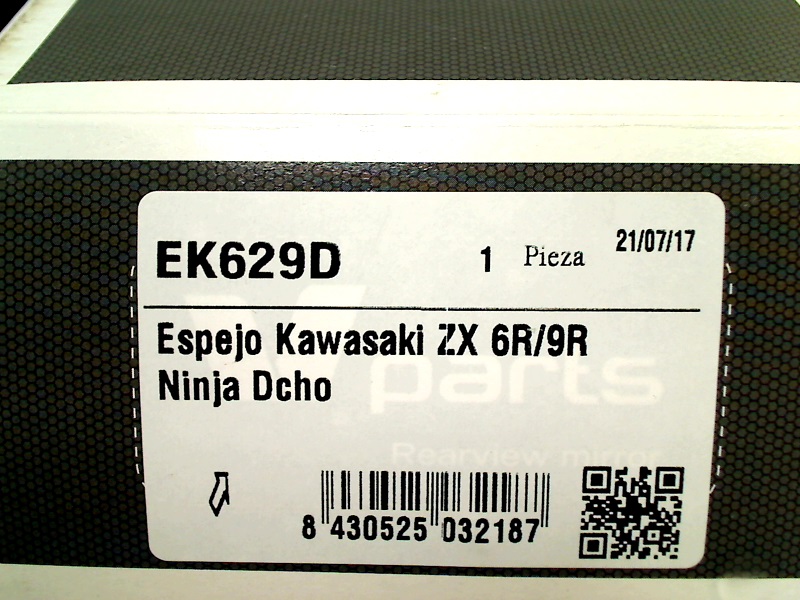 EK629D 1 Pieza 21/07/17
Espejo Kawasaki ZX 6R/9R
Ninja Dcho
parts
Rearview mirror
8 430525 032187